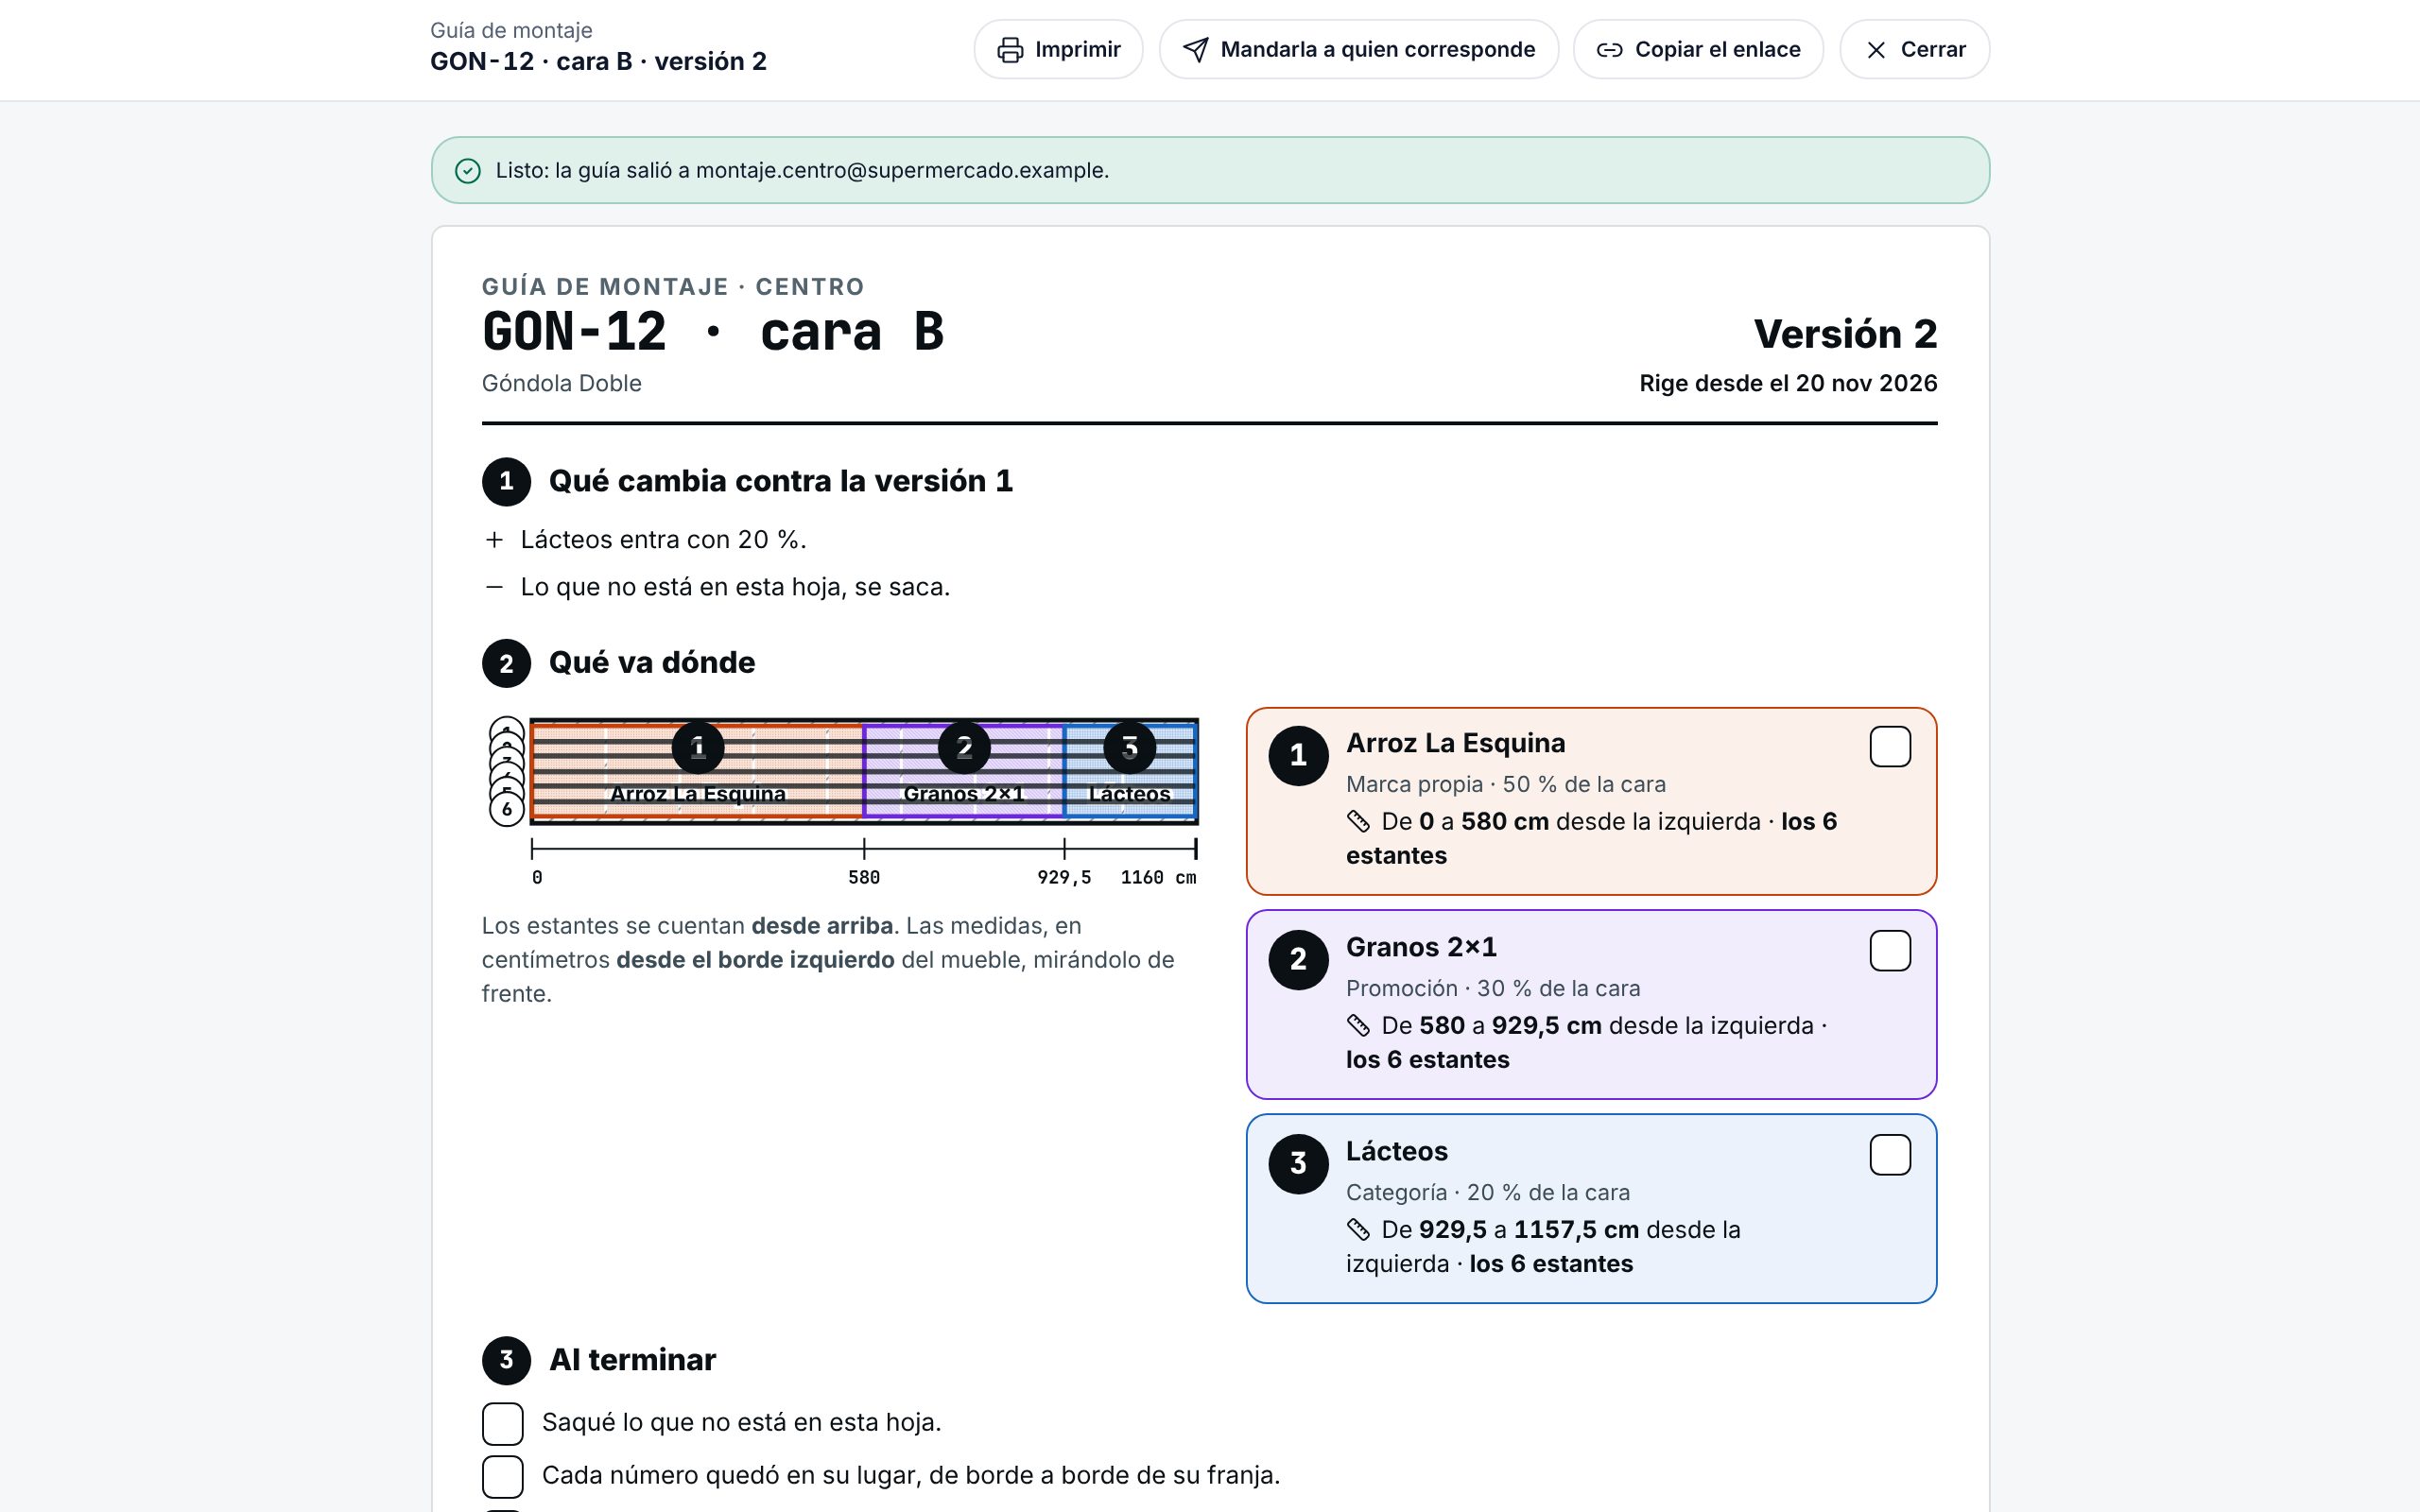 Guía de montaje
GON-12 · cara B · versión 2
Imprimir
Mandarla a quien corresponde
Copiar el enlace
Cerrar
Listo: la guía salió a montaje.centro@supermercado.example.
GUÍA DE MONTAJE · CENTRO
GON-12 · cara B
Góndola Doble
Versión 2
Rige desde el 20 nov 2026
1 Qué cambia contra la versión 1
+ Lácteos entra con 20 %.
− Lo que no está en esta hoja, se saca.
2 Qué va dónde
1 2 3
Arroz La Esquina Granos 2×1 Lácteos
6
0 580 929,5 1160 cm
Los estantes se cuentan desde arriba. Las medidas, en
centímetros desde el borde izquierdo del mueble, mirándolo de
frente.
1 Arroz La Esquina
Marca propia · 50 % de la cara
De 0 a 580 cm desde la izquierda · los 6
estantes
2 Granos 2×1
Promoción · 30 % de la cara
De 580 a 929,5 cm desde la izquierda ·
los 6 estantes
3 Lácteos
Categoría · 20 % de la cara
De 929,5 a 1157,5 cm desde la
izquierda · los 6 estantes
3 Al terminar
Saqué lo que no está en esta hoja.
Cada número quedó en su lugar, de borde a borde de su franja.